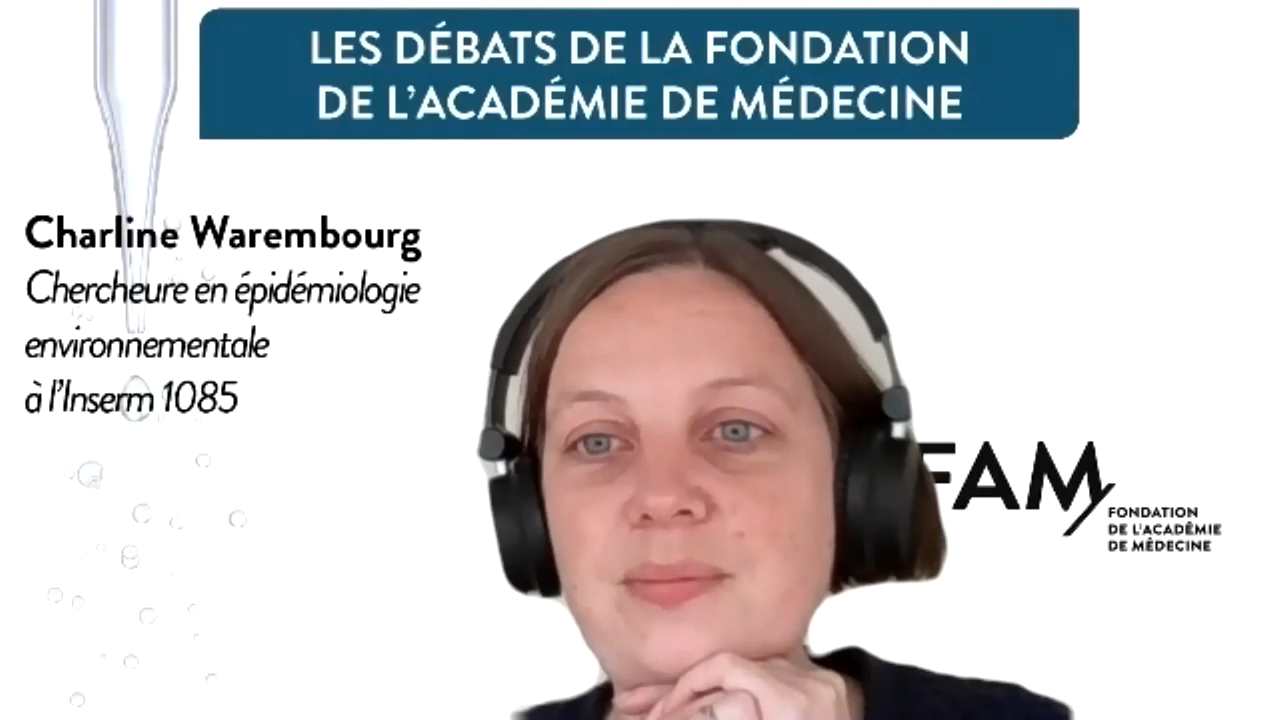 LES DÉBATS DE LA FONDATION
DE L'ACADÉMIE DE MÉDECINE
Charline Warembourg
Chercheure en épidémiologie
environnementale
à l'Inserm 1085
FAM
FONDATION
DE L'ACADÉMIE
DE MÉDECINE